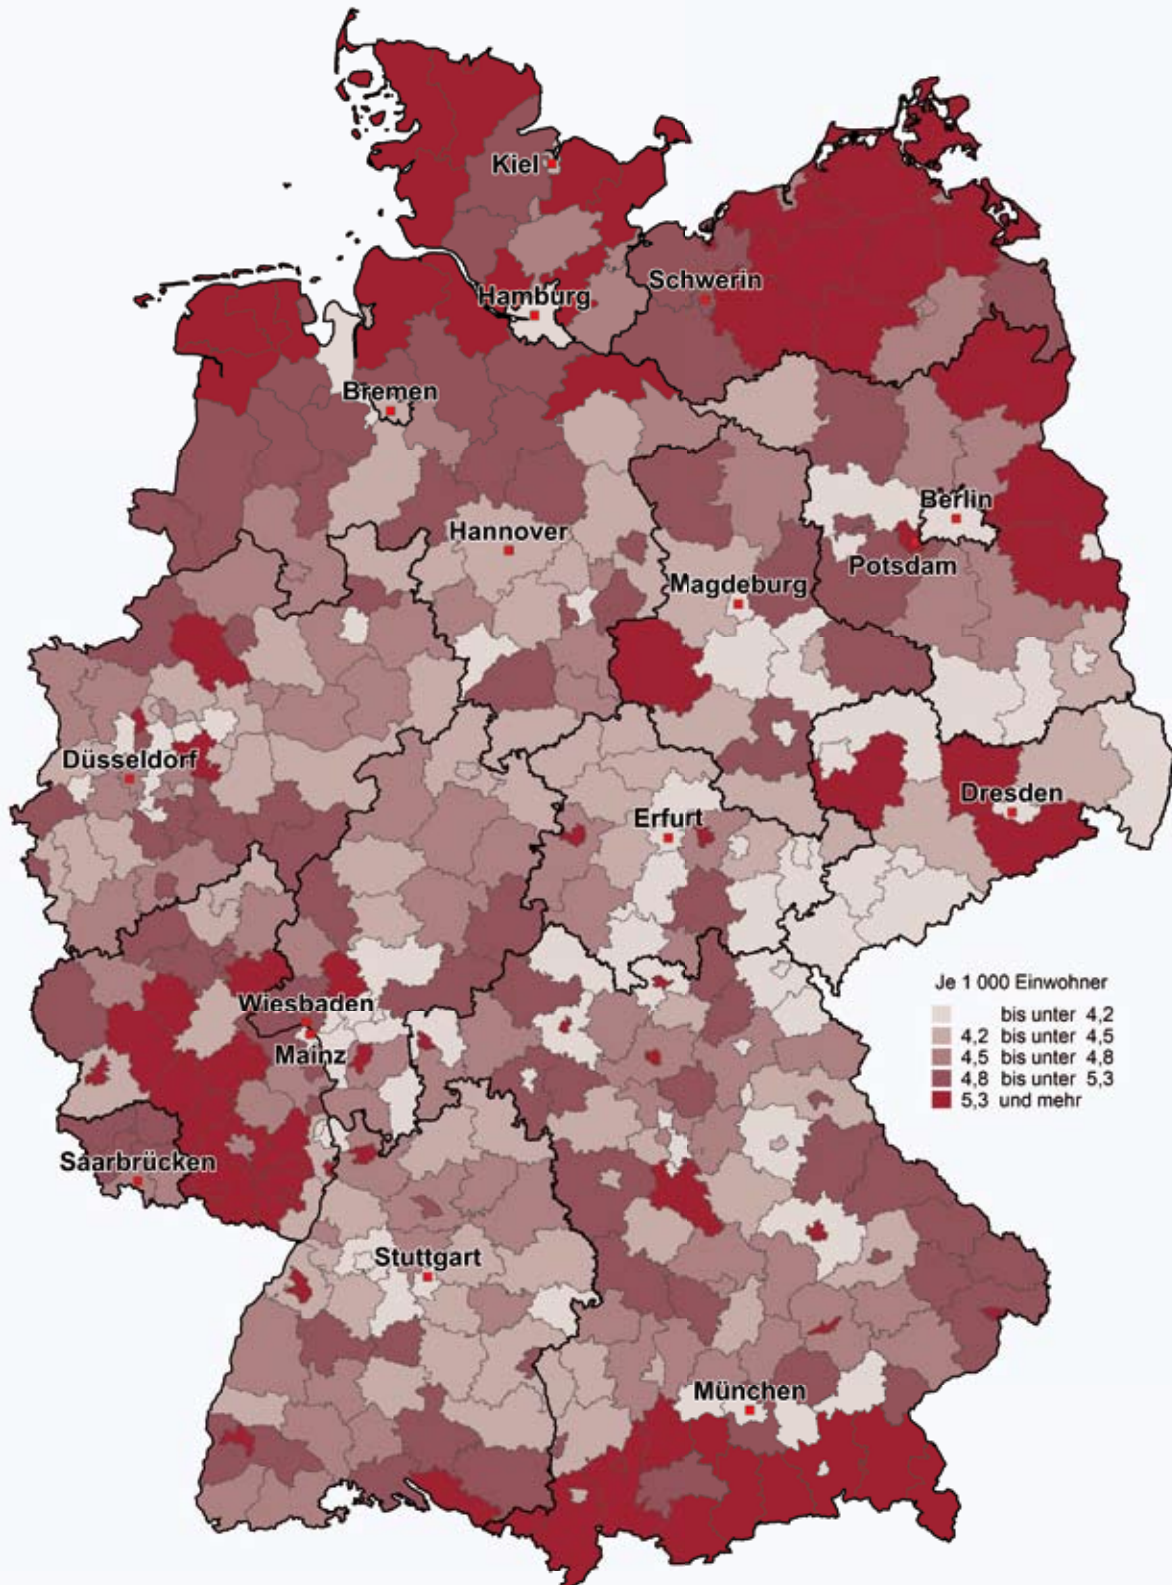 Kiel
Schwerin
Hamburg
Bremen
Berlin
Hannover
Potsdam
Magdeburg
Düsseldorf
Dresden
Erfurt
Wiesbaden
Mainz
Saarbrücken
Stuttgart
München
Je 1 000 Einwohner
bis unter 4,2
4,2 bis unter 4,5
4,5 bis unter 4,8
4,8 bis unter 5,3
5,3 und mehr